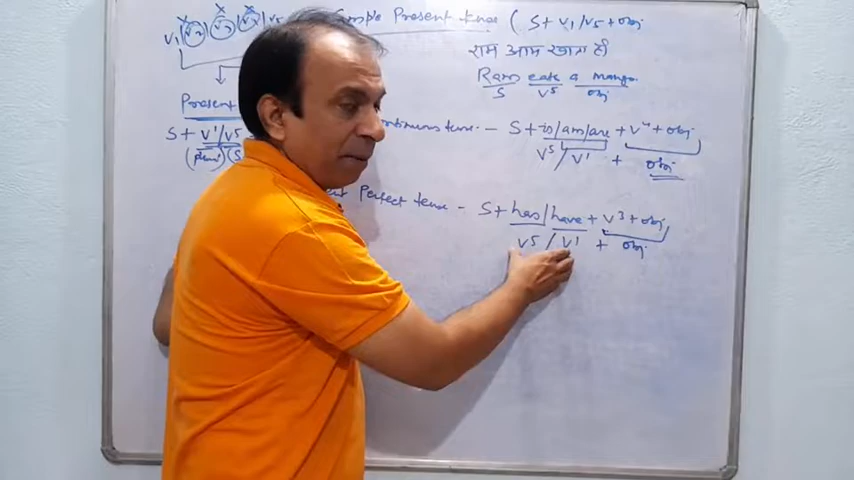 Simple Present tense ( S + V1 / V5 + obj.
राम आम खाता है
Ram eats a mango.
S V5 obj.
V1 V2 V3 V4 V5
Present
S + V1/V5
continuous tense - S + is/am/are + V4 + obj.
V5 / V1 + obj.
Perfect tense - S + has/have + V3 + obj.
V5 / V1 + obj.